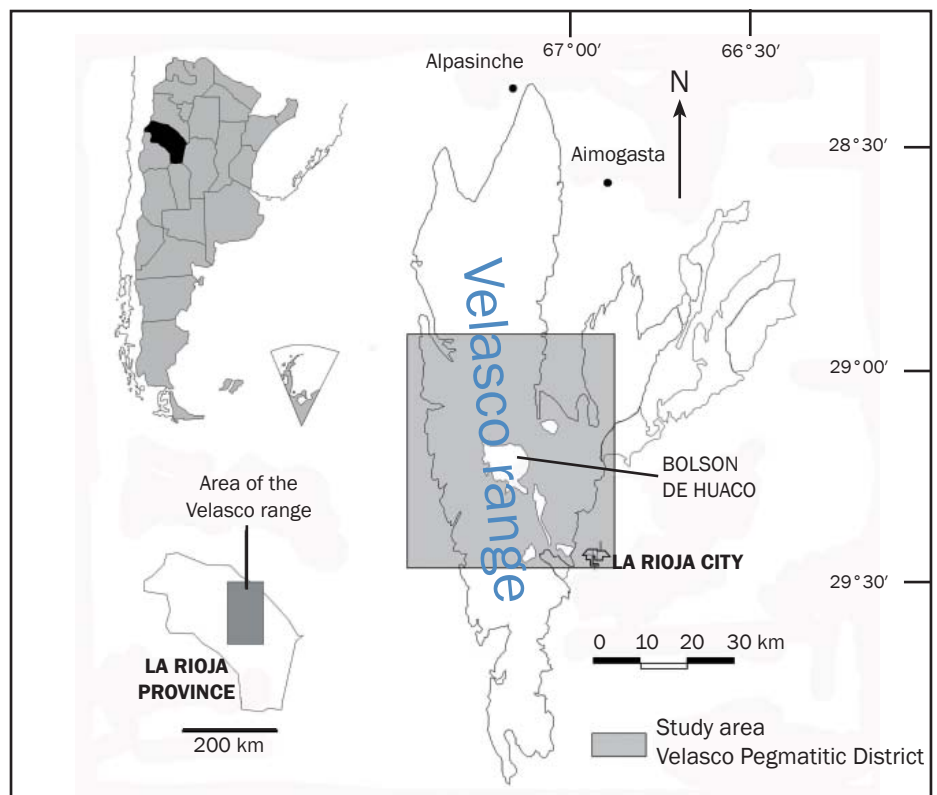 67°00′
66°30′
Alpasinche
N
28°30′
Aimogasta
Velasco range
29°00′
BOLSON
DE HUACO
Area of the
Velasco range
LA RIOJA CITY
29°30′
0 10 20 30 km
LA RIOJA
PROVINCE
200 km
Study area
Velasco Pegmatitic District